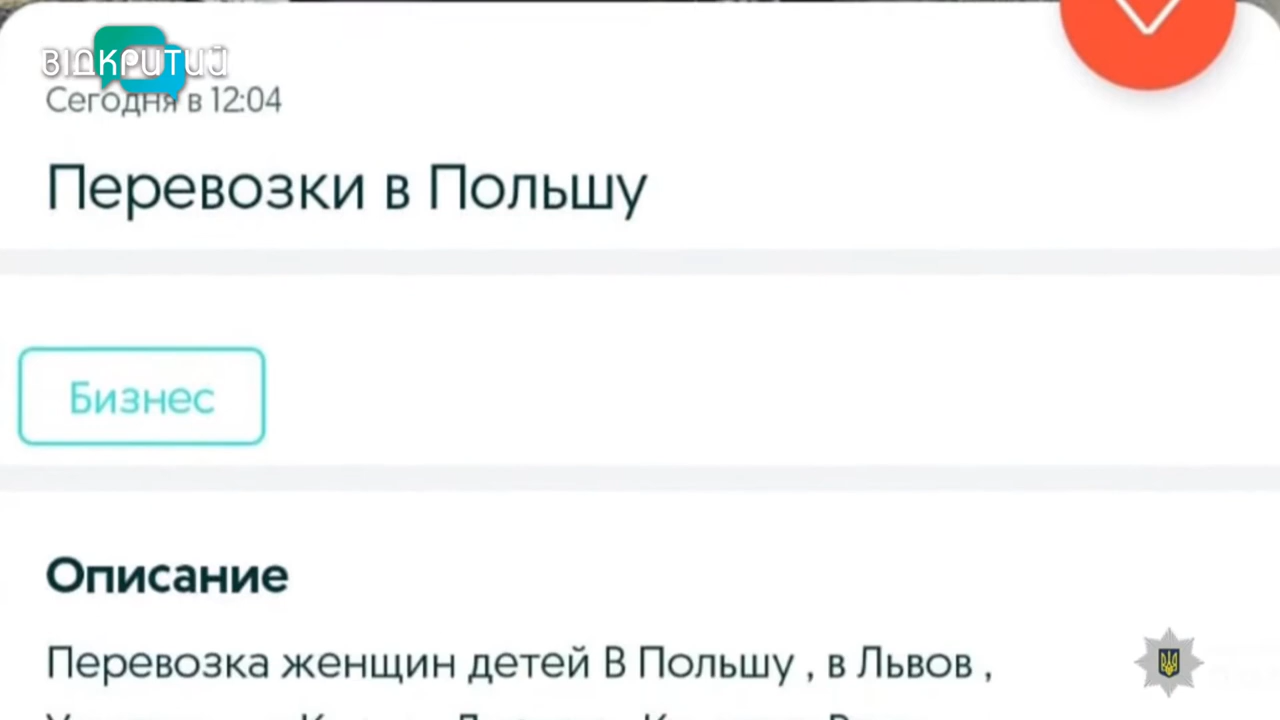 ВІДКРИТИЙ
Сегодня в 12:04
Перевозки в Польшу
Бизнес
Описание
Перевозка женщин детей В Польшу , в Львов ,